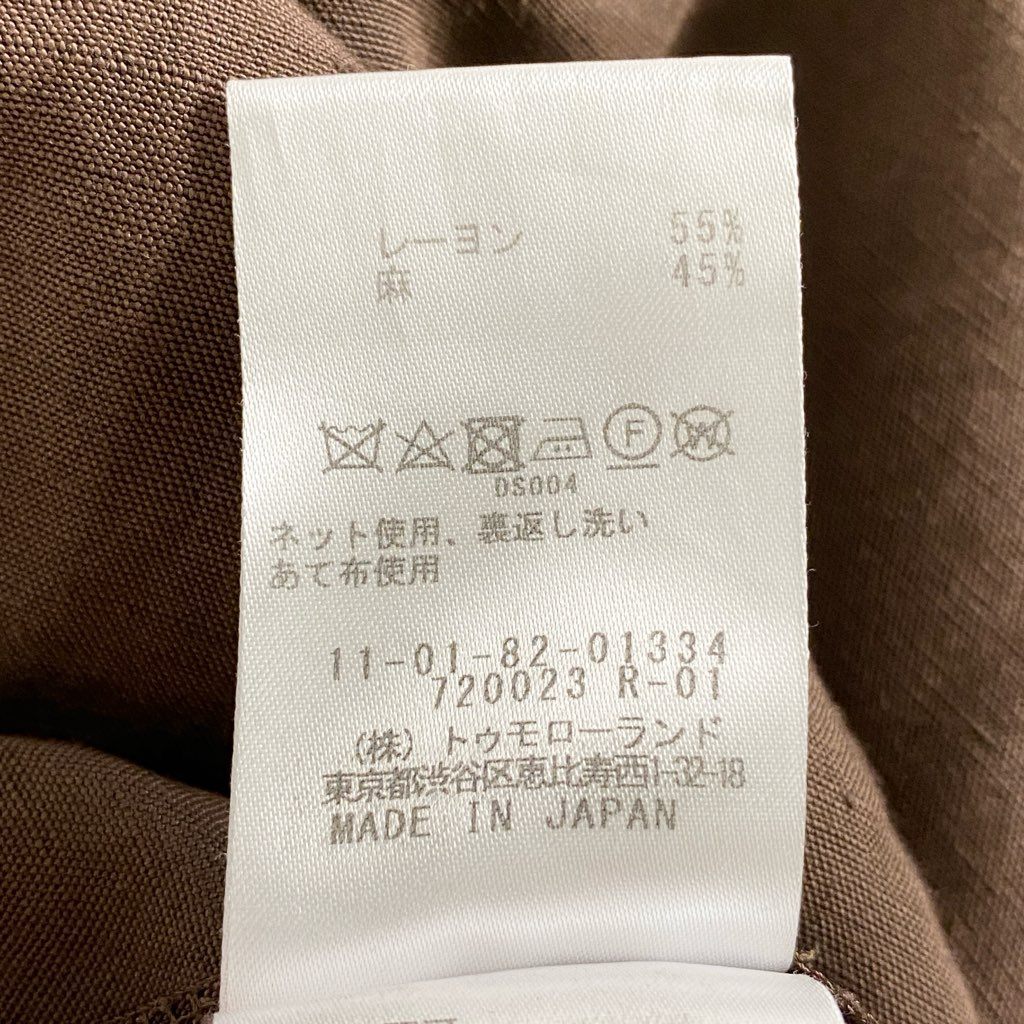 レーヨン 55%
麻 45%
F W
DS004
ネット使用、裏返し洗い
あて布使用
11-01-82-01334
720023 R-01
(株) トゥモローランド
東京都渋谷区恵比寿西1-32-18
MADE IN JAPAN